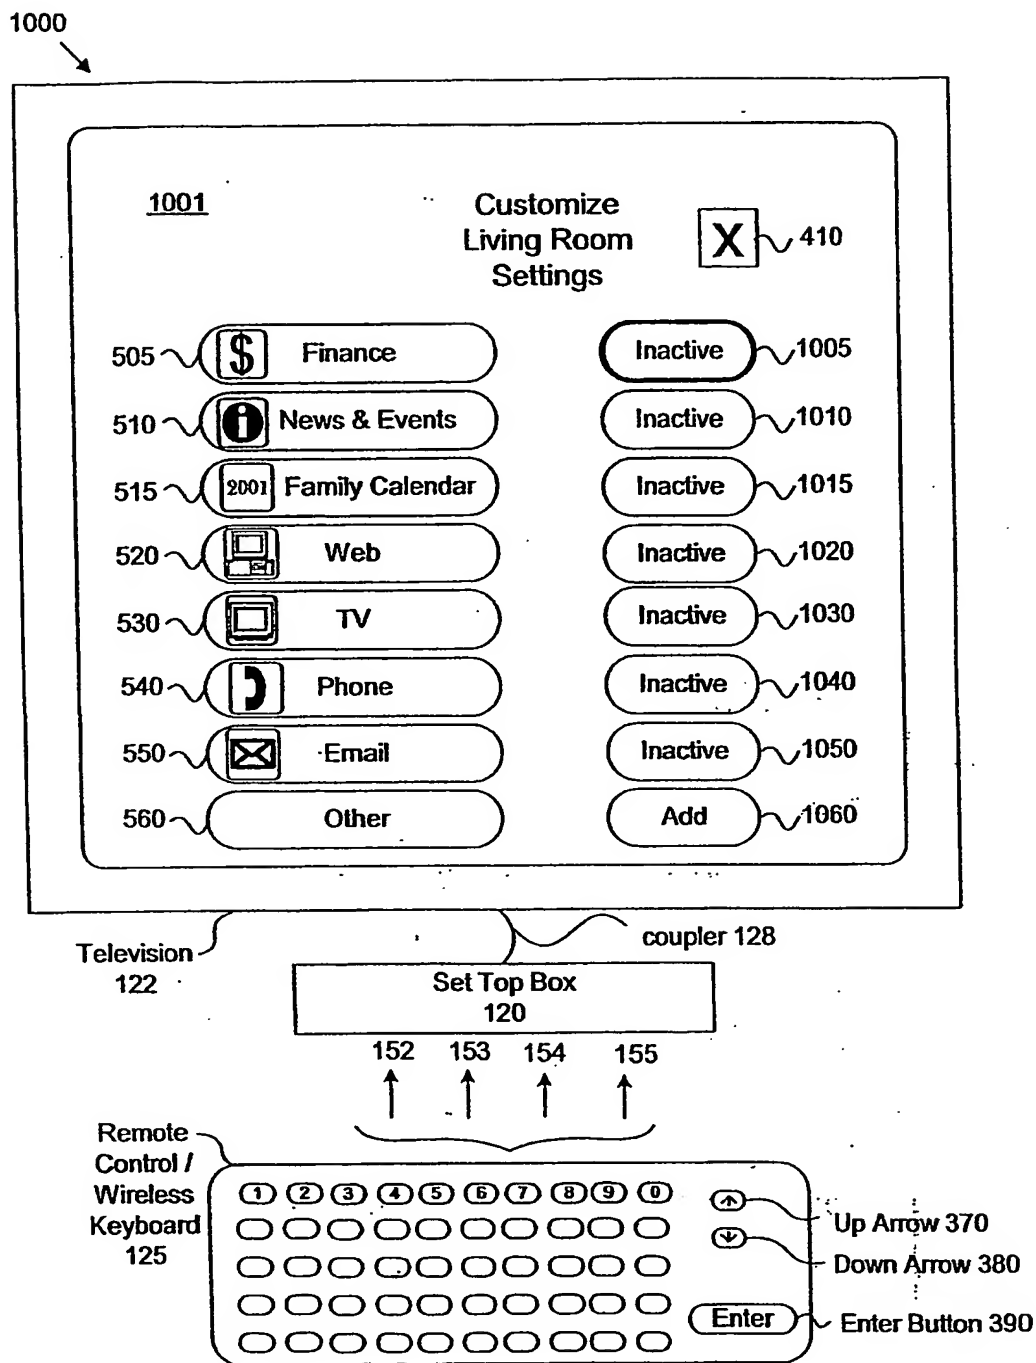 1000
1001
Customize
Living Room
Settings
X
410
505
$
Finance
Inactive
1005
510
i
News & Events
Inactive
1010
515
2001
Family Calendar
Inactive
1015
520
Web
Inactive
1020
530
TV
Inactive
1030
540
Phone
Inactive
1040
550
Email
Inactive
1050
560
Other
Add
1060
Television
122
coupler 128
Set Top Box
120
152 153 154 155
Remote
Control /
Wireless
Keyboard
125
1 2 3 4 5 6 7 8 9 0
Up Arrow 370
Down Arrow 380
Enter
Enter Button 390